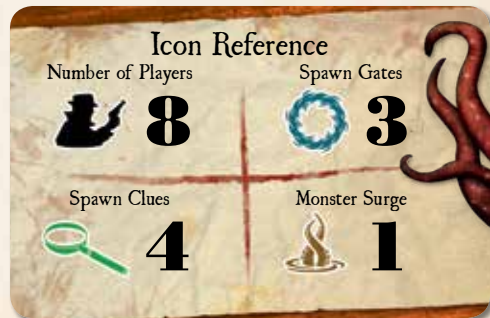 Icon Reference
Number of Players
8
Spawn Gates
3
Spawn Clues
4
Monster Surge
1